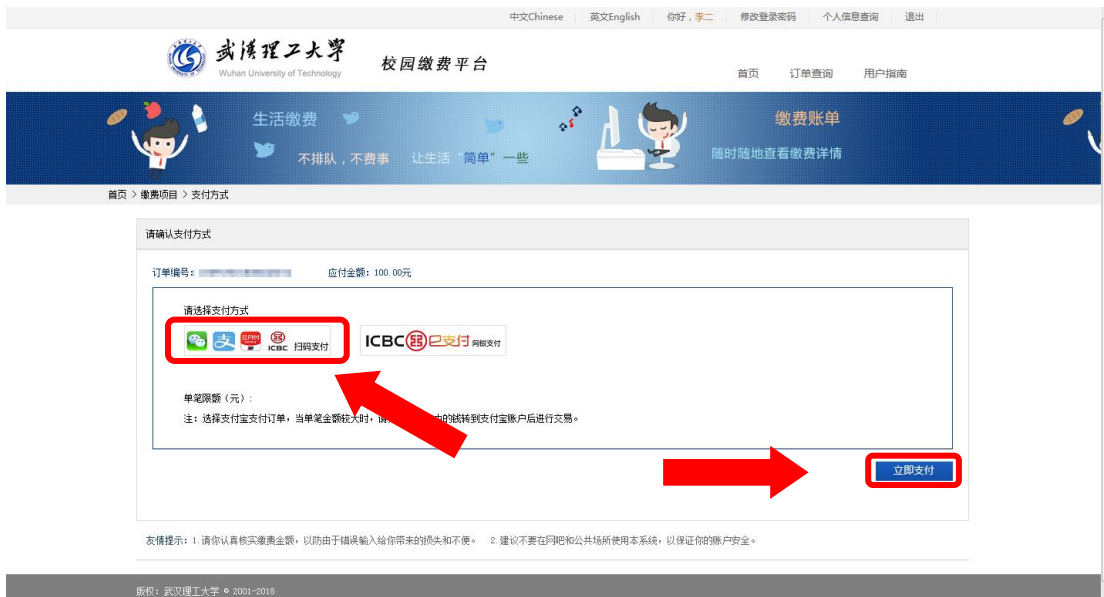 中文Chinese 英文English 你好，李二 修改登录密码 个人信息查询 退出
武汉理工大学 校园缴费平台
Wuhan University of Technology
首页 订单查询 用户指南
生活缴费 缴费账单
不排队，不费事 让生活“简单”一些 随时随地查看缴费详情
首页 > 缴费项目 > 支付方式
请确认支付方式
订单编号： 应付金额：100.00元
请选择支付方式
ICBC 扫码支付 ICBC 已支付 网银支付
单笔限额（元）：
注：选择支付宝支付订单，当单笔金额较大时，请 的钱转到支付宝账户后进行交易。
立即支付
友情提示：1.请你认真核实缴费金额，以防由于错误输入给你带来的损失和不便。 2.建议不要在网吧和公共场所使用本系统，以保证你的账户安全。
版权：武汉理工大学 © 2001-2018